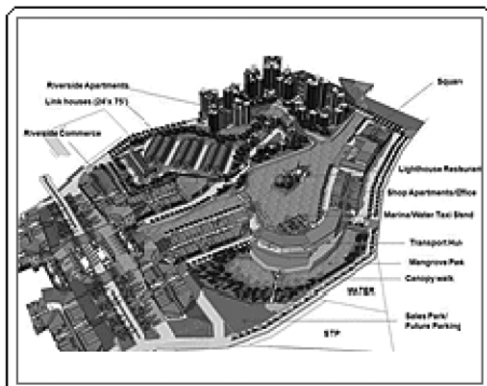 Riverside Apartments
Link houses (24'x 75')
Riverside Commerce
Square
Lighthouse Restaurant
Shop Apartments/Office
Marina/Water Taxi Stand
Transport Hub
Mangrove Park
Canopy walk
WATER
Sales Park/
Future Parking
STP